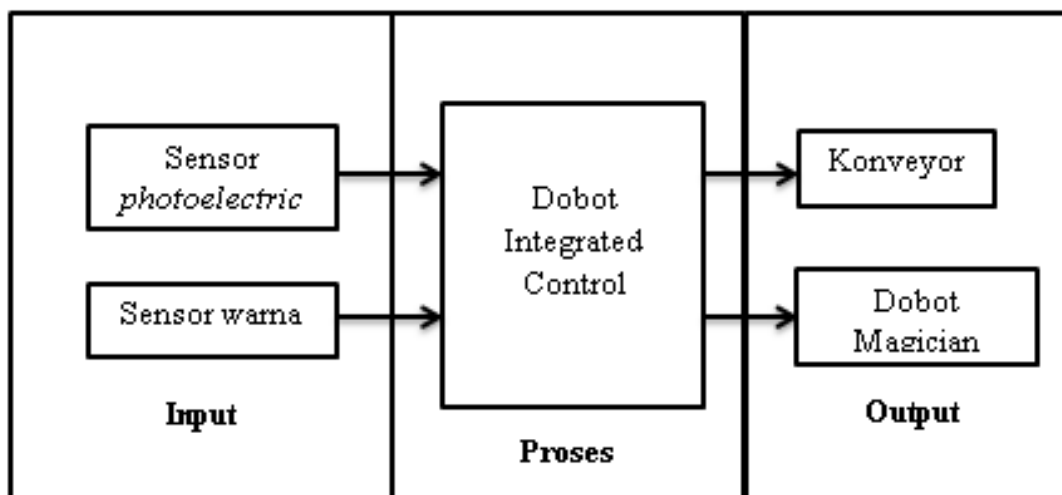 Sensor
photoelectric
Sensor warna
Input
Dobot
Integrated
Control
Proses
Konveyor
Dobot
Magician
Output